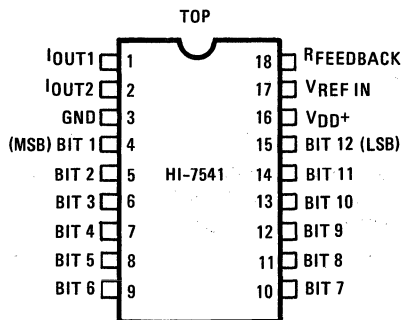 TOP
IOUT1 1 18 RFEEDBACK
IOUT2 2 17 VREF IN
GND 3 16 VDD+
(MSB) BIT 1 4 15 BIT 12 (LSB)
BIT 2 5 HI-7541 14 BIT 11
BIT 3 6 13 BIT 10
BIT 4 7 12 BIT 9
BIT 5 8 11 BIT 8
BIT 6 9 10 BIT 7